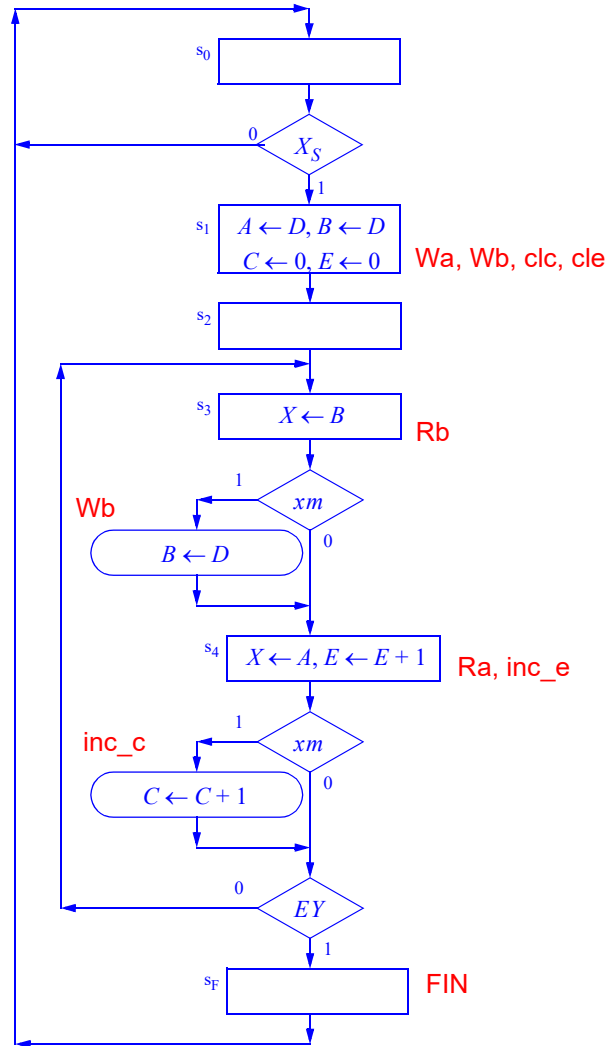 s0
0
X_S
1
s1
A ← D, B ← D
C ← 0, E ← 0
Wa, Wb, clc, cle
s2
s3
X ← B
Rb
1
xm
Wb
0
B ← D
s4
X ← A, E ← E + 1
Ra, inc_e
1
xm
inc_c
0
C ← C + 1
0
EY
1
sF
FIN